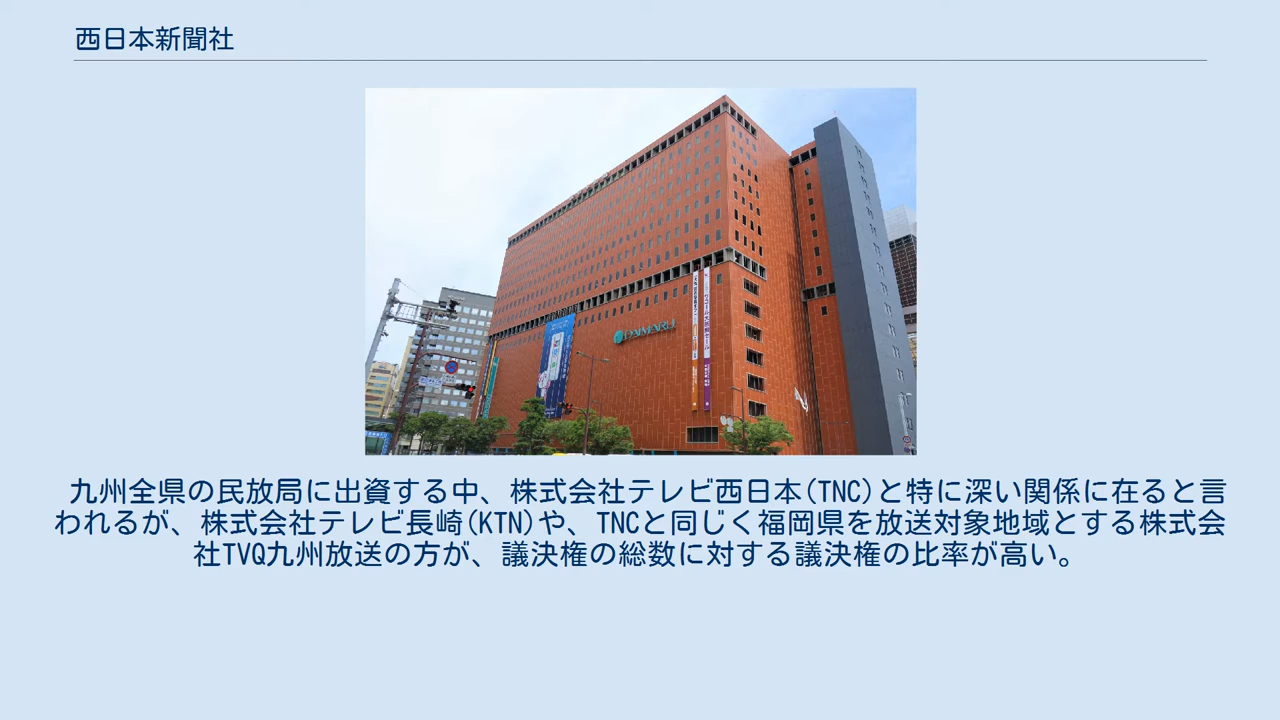 西日本新聞社
DAIMARU
九州全県の民放局に出資する中、株式会社テレビ西日本(TNC)と特に深い関係に在ると言
われるが、株式会社テレビ長崎(KTN)や、TNCと同じく福岡県を放送対象地域とする株式会
社TVQ九州放送の方が、議決権の総数に対する議決権の比率が高い。